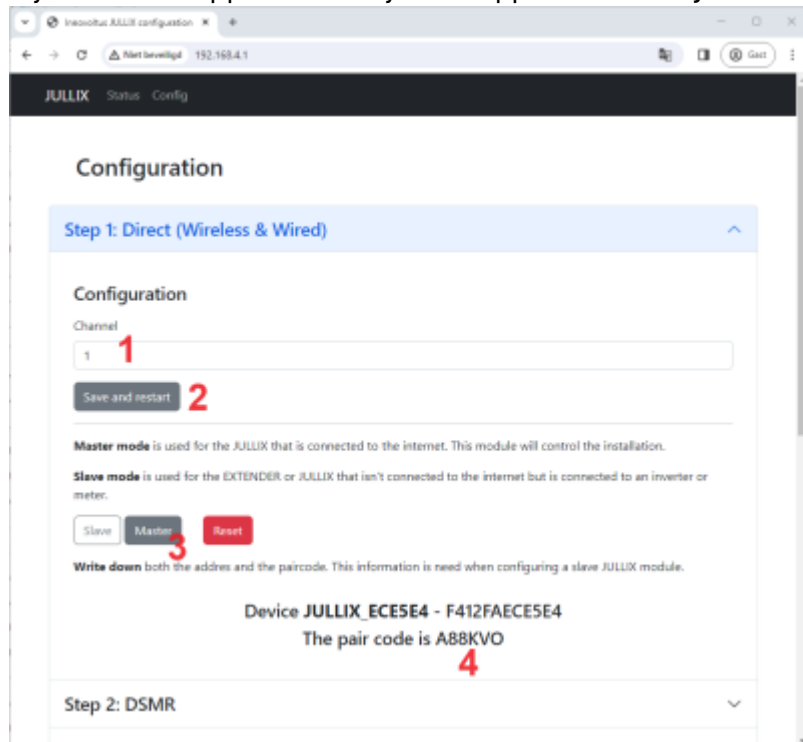 Ineovoltus JULLIX configuration
Niet beveiligd 192.168.4.1
Gast
JULLIX Status Config
Configuration
Step 1: Direct (Wireless & Wired)
Configuration
Channel
1 1
Save and restart 2
Master mode is used for the JULLIX that is connected to the internet. This module will control the installation.
Slave mode is used for the EXTENDER or JULLIX that isn't connected to the internet but is connected to an inverter or
meter.
Slave Master Reset
3
Write down both the addres and the paircode. This information is need when configuring a slave JULLIX module.
Device JULLIX_ECE5E4 - F412FAECE5E4
The pair code is A88KVO
4
Step 2: DSMR